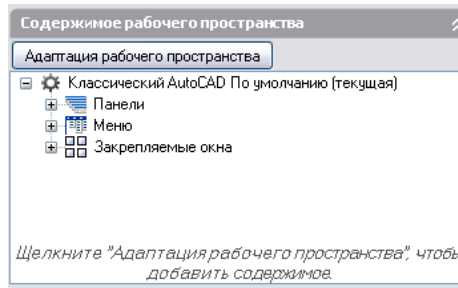 Содержимое рабочего пространства
Адаптация рабочего пространства
Классический AutoCAD По умолчанию (текущая)
Панели
Меню
Закрепляемые окна
Щелкните "Адаптация рабочего пространства", чтобы
добавить содержимое.